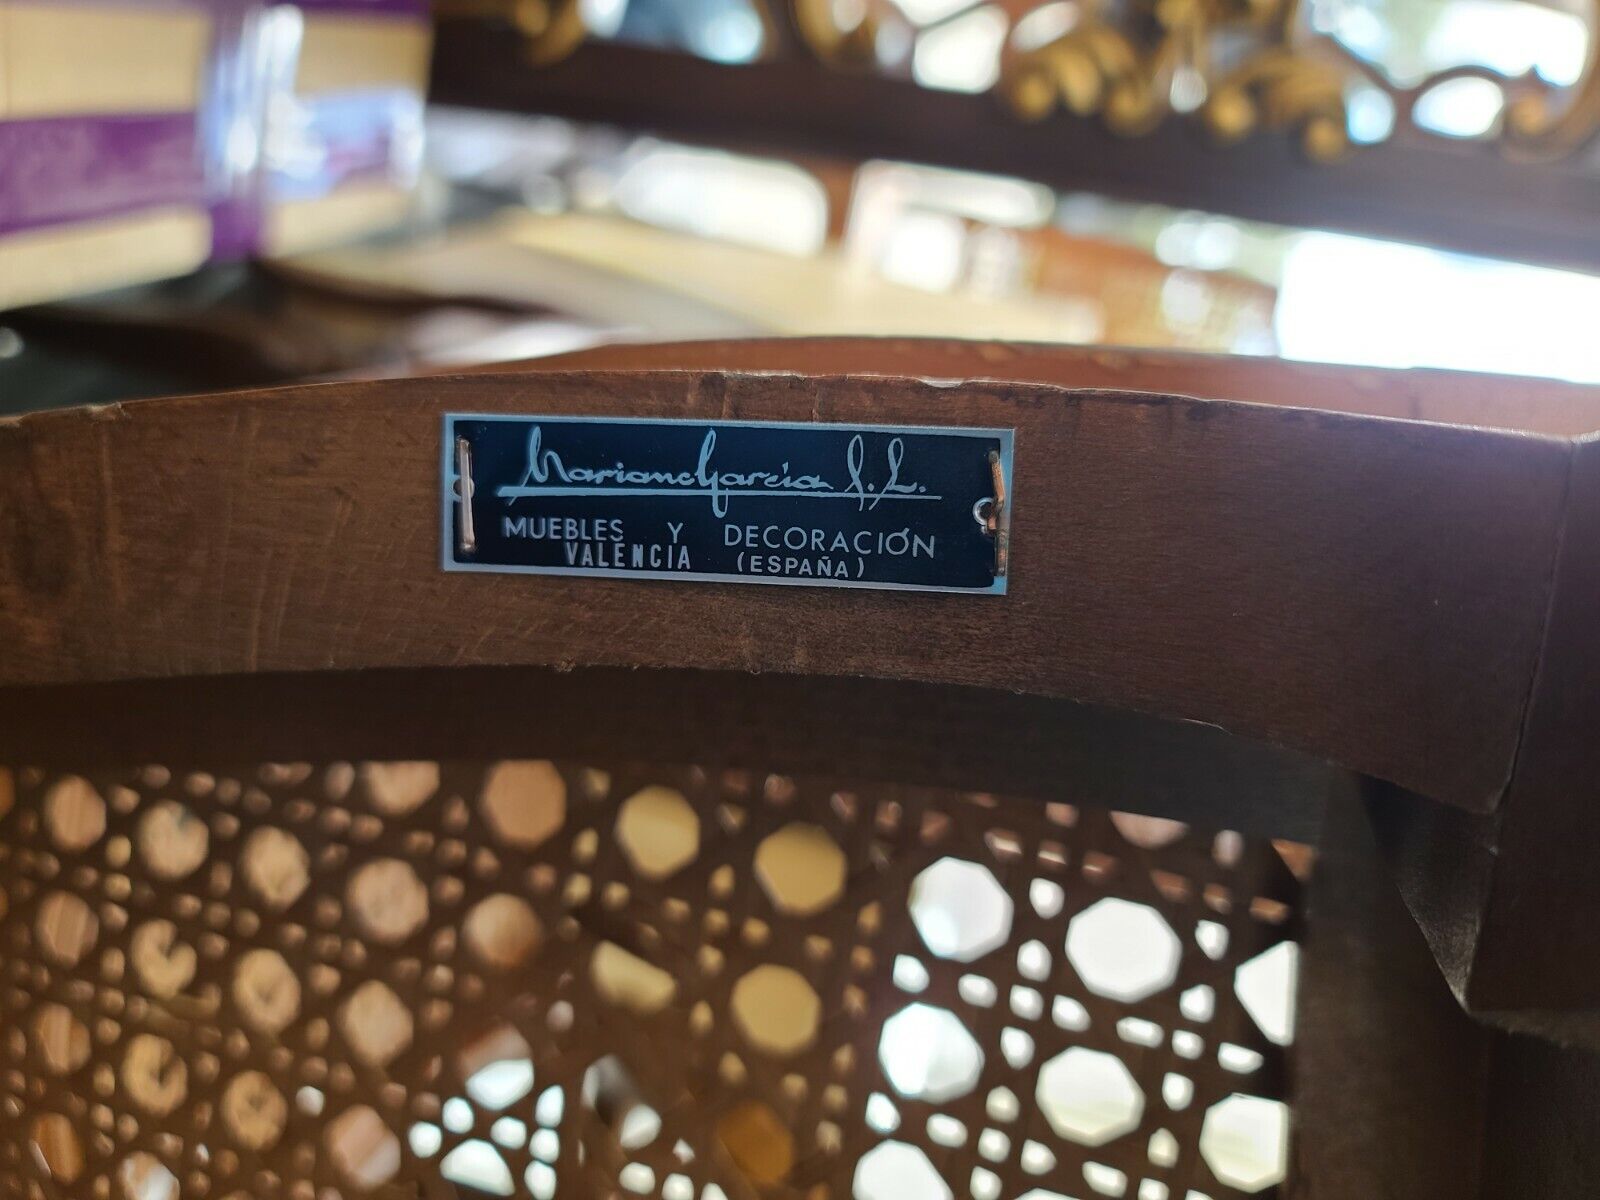 Mariano García S.L.
MUEBLES Y DECORACIÓN
VALENCIA (ESPAÑA)